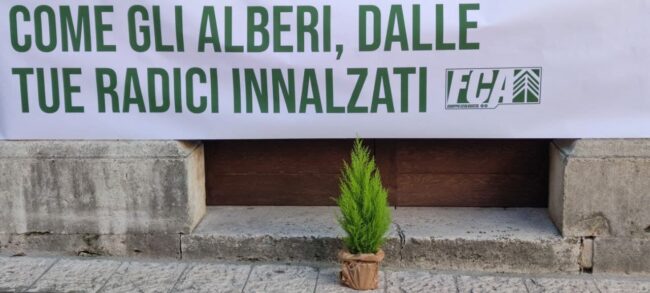 COME GLI ALBERI, DALLE
TUE RADICI INNALZATI
FCA